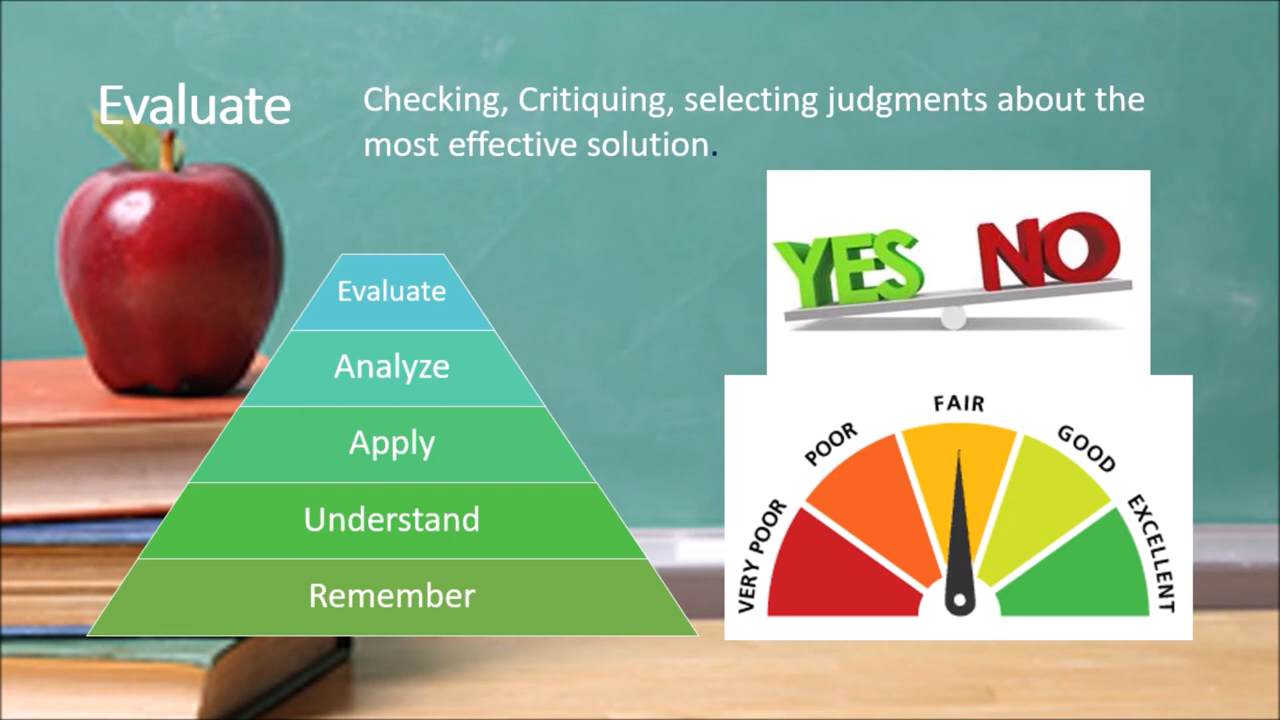 Evaluate
Checking, Critiquing, selecting judgments about the
most effective solution.
Evaluate
Analyze
Apply
Understand
Remember
YES NO
VERY POOR
POOR
FAIR
GOOD
EXCELLENT